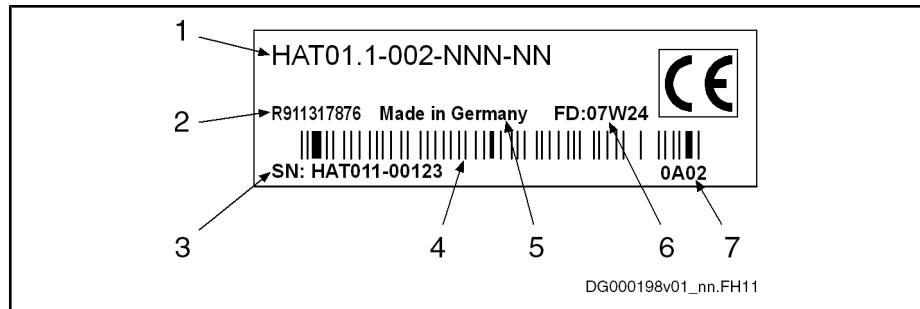 1
HAT01.1-002-NNN-NN
CE
2 R911317876 Made in Germany FD:07W24
SN: HAT011-00123 0A02
3 4 5 6 7
DG000198v01_nn.FH11